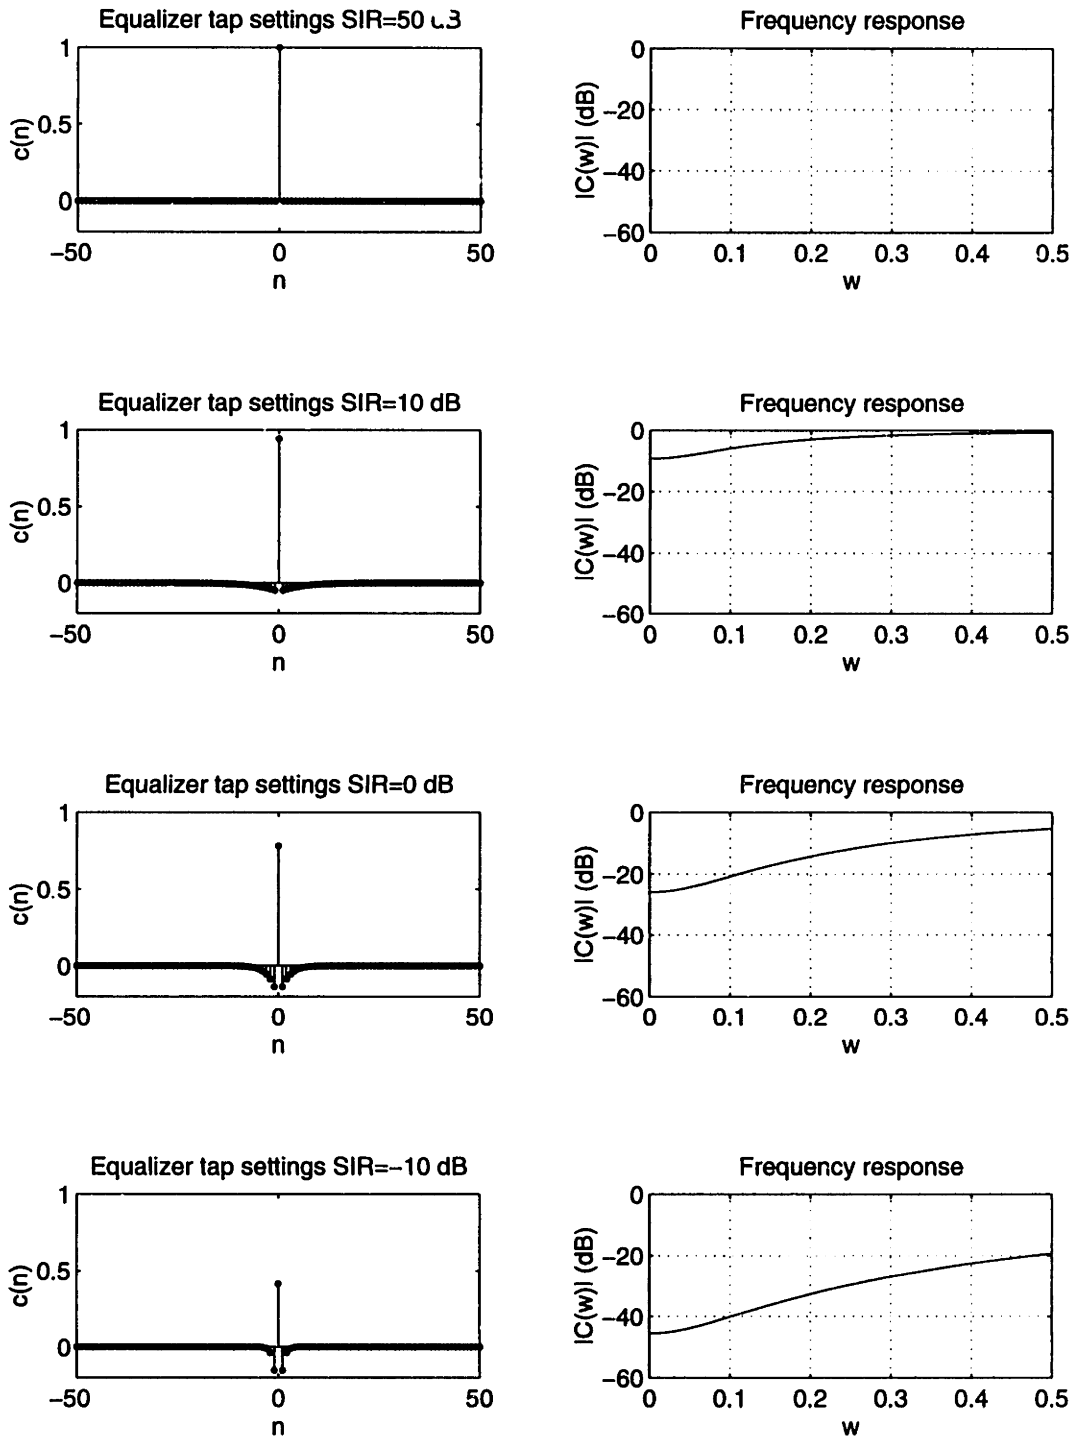 Equalizer tap settings SIR=50 dB
1
0.5
0
c(n)
−50
0
50
n
Frequency response
0
−20
−40
−60
|C(w)| (dB)
0
0.1
0.2
0.3
0.4
0.5
w
Equalizer tap settings SIR=10 dB
1
0.5
0
c(n)
−50
0
50
n
Frequency response
0
−20
−40
−60
|C(w)| (dB)
0
0.1
0.2
0.3
0.4
0.5
w
Equalizer tap settings SIR=0 dB
1
0.5
0
c(n)
−50
0
50
n
Frequency response
0
−20
−40
−60
|C(w)| (dB)
0
0.1
0.2
0.3
0.4
0.5
w
Equalizer tap settings SIR=−10 dB
1
0.5
0
c(n)
−50
0
50
n
Frequency response
0
−20
−40
−60
|C(w)| (dB)
0
0.1
0.2
0.3
0.4
0.5
w